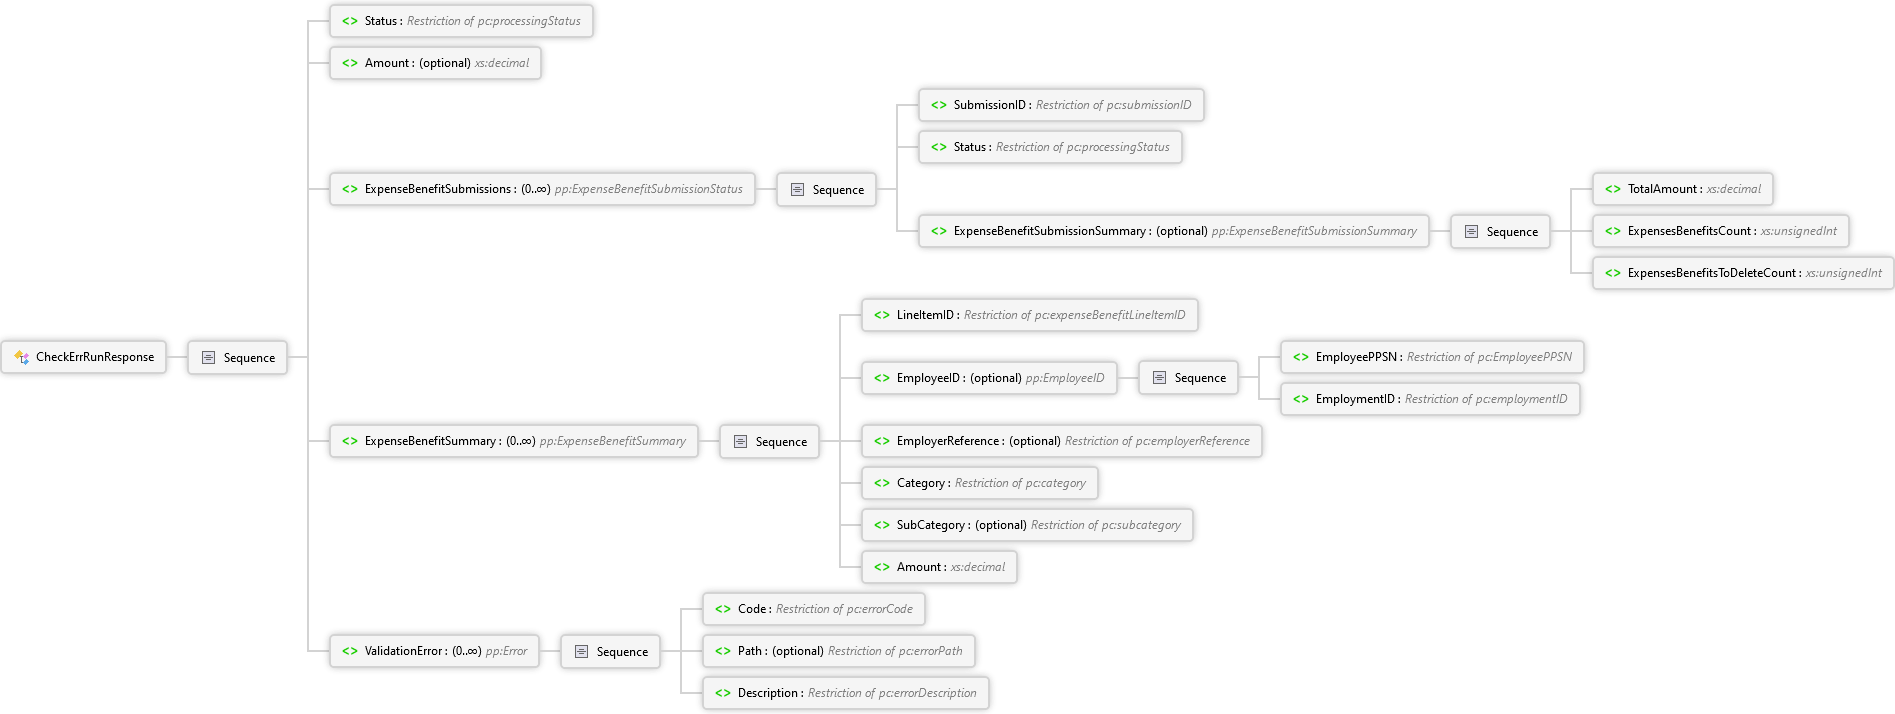 CheckErrRunResponse
Sequence
Status : Restriction of pc:processingStatus
Amount : (optional) xs:decimal
ExpenseBenefitSubmissions : (0..∞) pp:ExpenseBenefitSubmissionStatus
Sequence
SubmissionID : Restriction of pc:submissionID
Status : Restriction of pc:processingStatus
ExpenseBenefitSubmissionSummary : (optional) pp:ExpenseBenefitSubmissionSummary
Sequence
TotalAmount : xs:decimal
ExpensesBenefitsCount : xs:unsignedInt
ExpensesBenefitsToDeleteCount : xs:unsignedInt
ExpenseBenefitSummary : (0..∞) pp:ExpenseBenefitSummary
Sequence
LineItemID : Restriction of pc:expenseBenefitLineItemID
EmployeeID : (optional) pp:EmployeeID
Sequence
EmployeePPSN : Restriction of pc:EmployeePPSN
EmploymentID : Restriction of pc:employmentID
EmployerReference : (optional) Restriction of pc:employerReference
Category : Restriction of pc:category
SubCategory : (optional) Restriction of pc:subcategory
Amount : xs:decimal
ValidationError : (0..∞) pp:Error
Sequence
Code : Restriction of pc:errorCode
Path : (optional) Restriction of pc:errorPath
Description : Restriction of pc:errorDescription